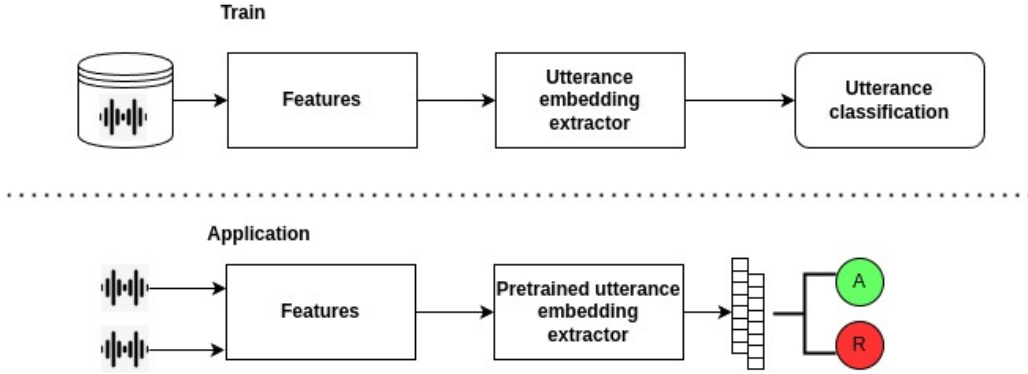 Train
Features
Utterance
embedding
extractor
Utterance
classification
Application
Features
Pretrained utterance
embedding
extractor
A
R